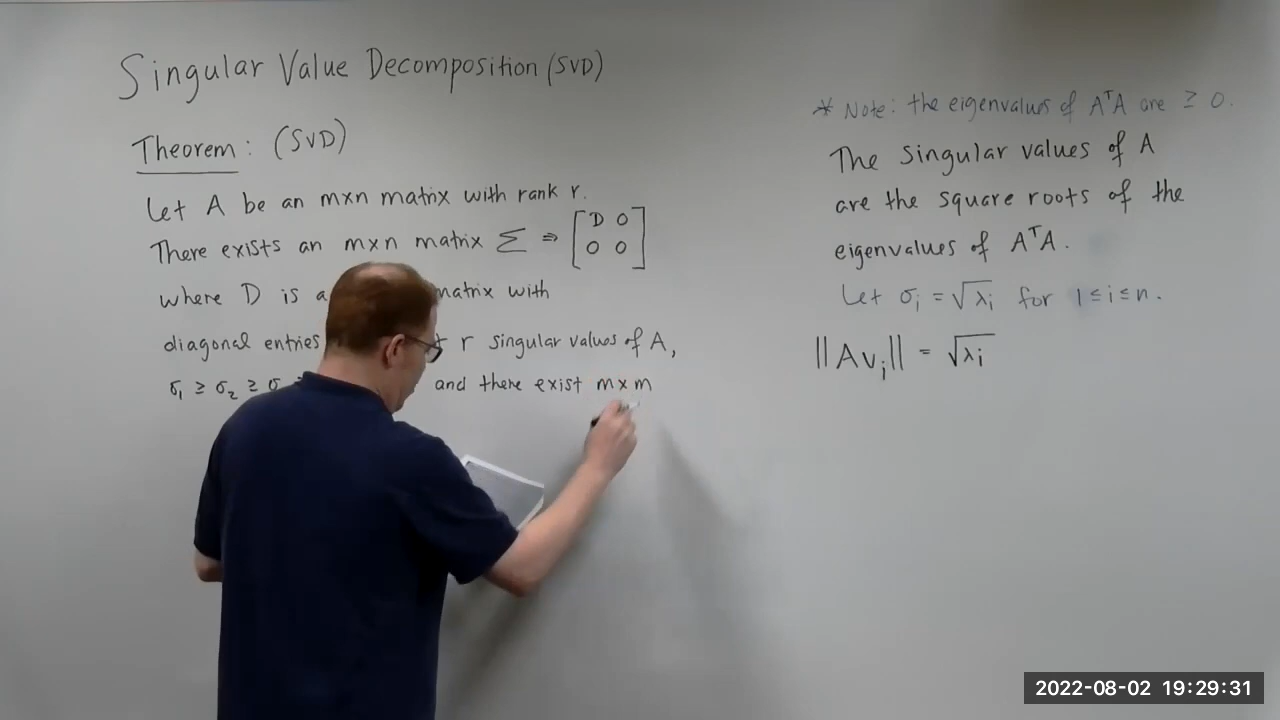 Singular Value Decomposition (SVD)
Theorem: (SVD)
Let A be an m×n matrix with rank r.
There exists an m×n matrix Σ ⇒ [D 0
0 0]
where D is a matrix with
diagonal entries r singular values of A,
σ₁ ≥ σ₂ ≥ σ and there exist m×m
* Note: the eigenvalues of AᵀA are ≥ 0.
The singular values of A
are the square roots of the
eigenvalues of AᵀA.
Let σᵢ = √λᵢ for 1≤i≤n.
||Avᵢ|| = √λᵢ
2022-08-02 19:29:31